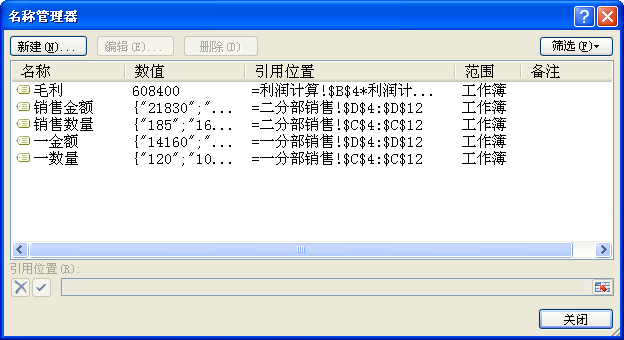 名称管理器
新建(N)... 编辑(E)... 删除(D) 筛选(F)
名称 数值 引用位置 范围 备注
毛利 608400 =利润计算!$B$4*利润计... 工作簿
销售金额 {"21830";"... =二分部销售!$D$4:$D$12 工作簿
销售数量 {"185";"16... =二分部销售!$C$4:$C$12 工作簿
一金额 {"14160";"... =一分部销售!$D$4:$D$12 工作簿
一数量 {"120";"10... =一分部销售!$C$4:$C$12 工作簿
引用位置(R):
关闭